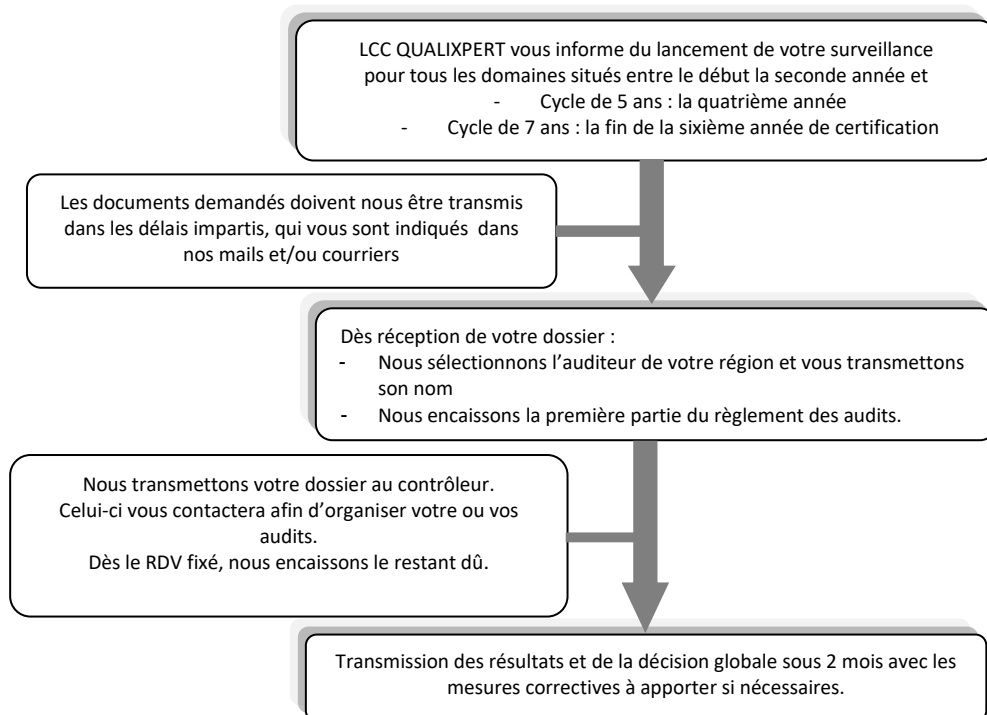 LCC QUALIXPERT vous informe du lancement de votre surveillance
pour tous les domaines situés entre le début la seconde année et
- Cycle de 5 ans : la quatrième année
- Cycle de 7 ans : la fin de la sixième année de certification
Les documents demandés doivent nous être transmis
dans les délais impartis, qui vous sont indiqués dans
nos mails et/ou courriers
Dès réception de votre dossier :
- Nous sélectionnons l’auditeur de votre région et vous transmettons
son nom
- Nous encaissons la première partie du règlement des audits.
Nous transmettons votre dossier au contrôleur.
Celui-ci vous contactera afin d’organiser votre ou vos
audits.
Dès le RDV fixé, nous encaissons le restant dû.
Transmission des résultats et de la décision globale sous 2 mois avec les
mesures correctives à apporter si nécessaires.